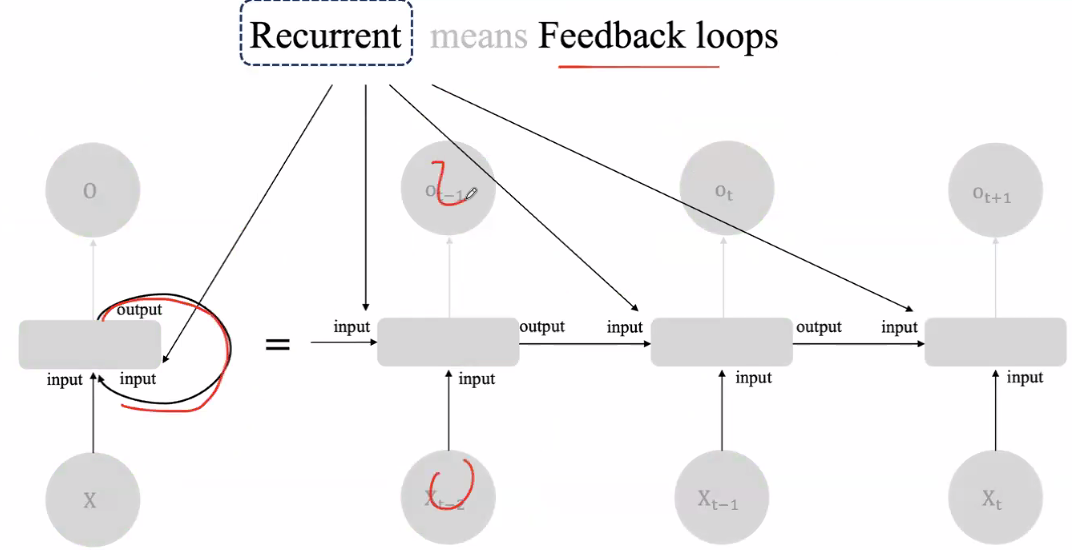 Recurrent means Feedback loops
O
o_{t-1}
o_t
o_{t+1}
output
input
output
input
output
input
=
input
input
input
input
input
X
X_{t-2}
X_{t-1}
X_t